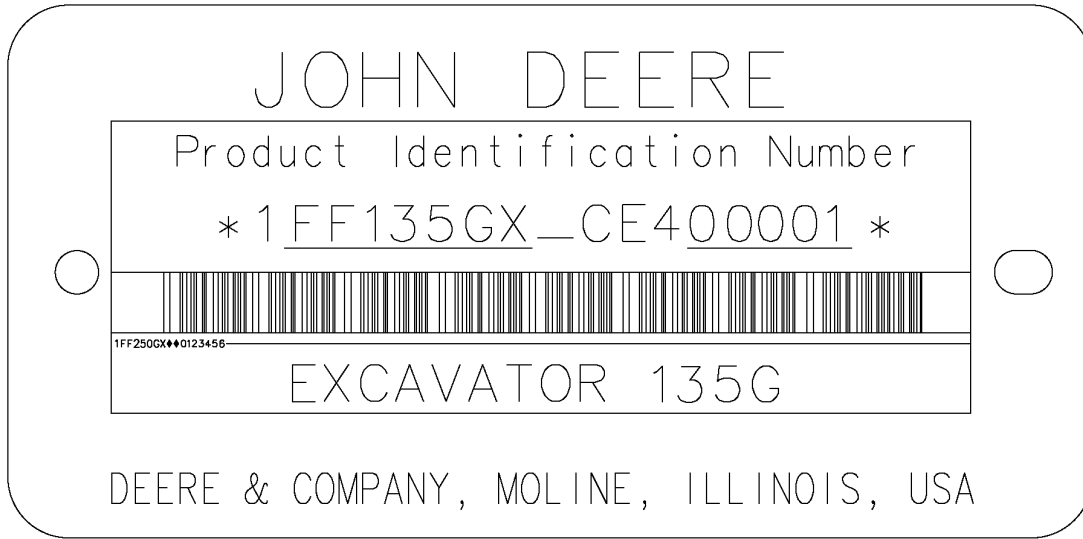 JOHN DEERE
Product Identification Number
*1FF135GX_CE400001*
1FF250GX♦♦0123456
EXCAVATOR 135G
DEERE & COMPANY, MOLINE, ILLINOIS, USA